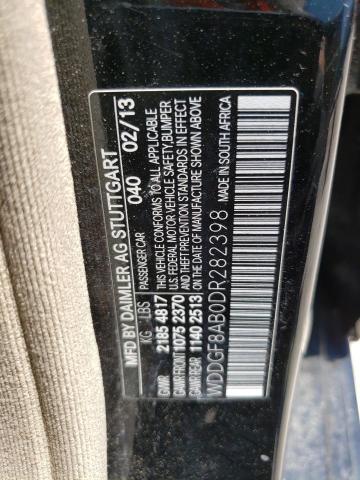 MFD BY DAIMLER AG STUTTGART
040 02/13
KG LBS PASSENGER CAR
GVWR 2185 4817 THIS VEHICLE CONFORMS TO ALL APPLICABLE
GAWR FRONT 1075 2370 U.S. FEDERAL MOTOR VEHICLE SAFETY, BUMPER,
GAWR REAR 1140 2513 AND THEFT PREVENTION STANDARDS IN EFFECT
ON THE DATE OF MANUFACTURE SHOWN ABOVE
WDDGF8AB0DR282398 MADE IN SOUTH AFRICA